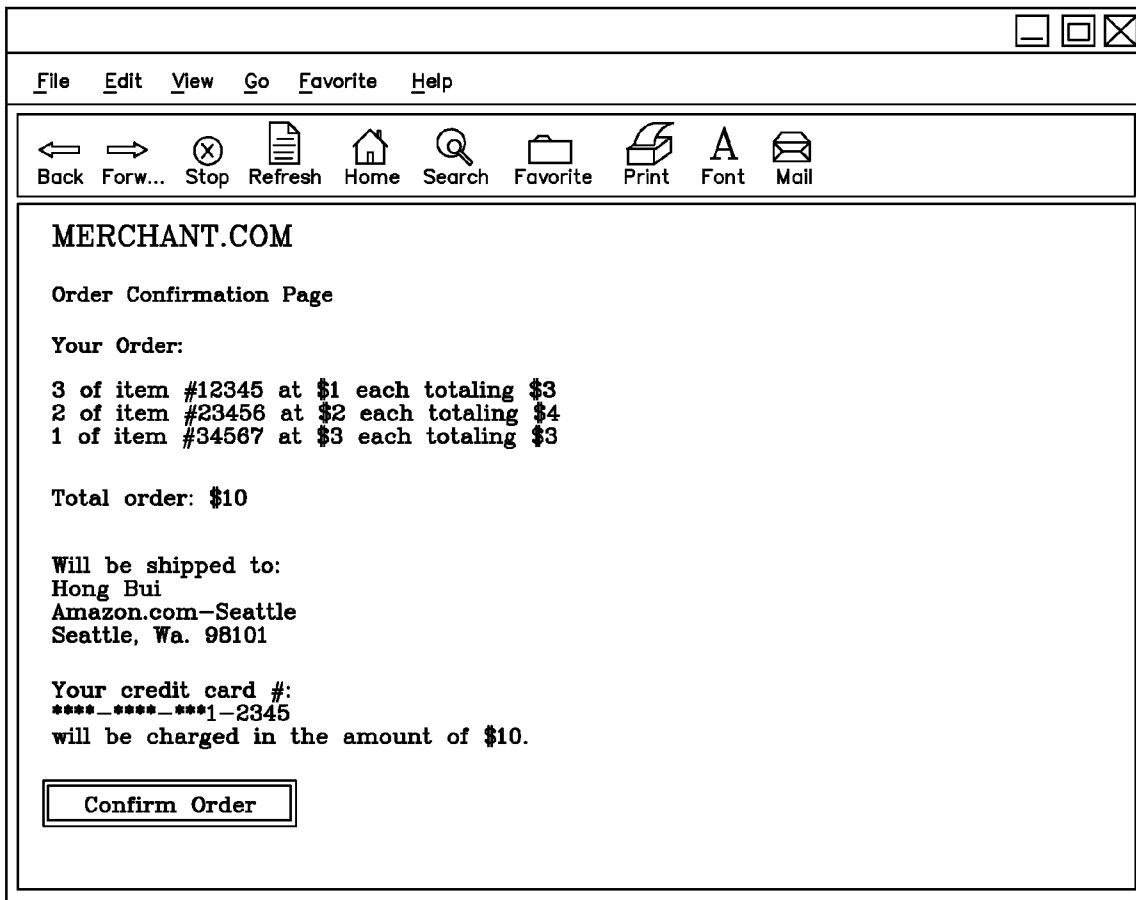 File Edit View Go Favorite Help
Back Forw... Stop Refresh Home Search Favorite Print Font Mail
MERCHANT.COM
Order Confirmation Page
Your Order:
3 of item #12345 at $1 each totaling $3
2 of item #23456 at $2 each totaling $4
1 of item #34567 at $3 each totaling $3
Total order: $10
Will be shipped to:
Hong Bui
Amazon.com–Seattle
Seattle, Wa. 98101
Your credit card #:
****–****–***1–2345
will be charged in the amount of $10.
Confirm Order